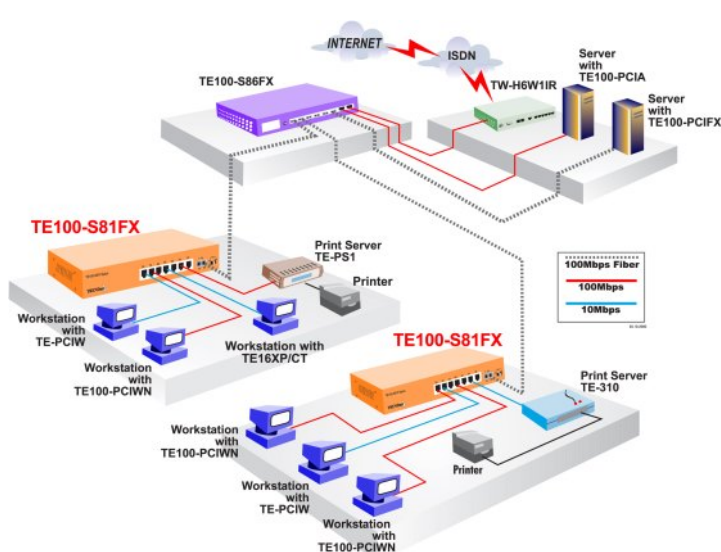 INTERNET
ISDN
TE100-S86FX
TW-H6W1IR
Server
with
TE100-PCIA
Server
with
TE100-PCIFX
TE100-S81FX
Print Server
TE-PS1
Printer
Workstation
with
TE-PCIW
Workstation
with
TE100-PCIWN
Workstation with
TE16XP/CT
100Mbps Fiber
100Mbps
10Mbps
TE100-S81FX
Print Server
TE-310
Workstation
with
TE100-PCIWN
Printer
Workstation
with
TE-PCIW
Workstation
with
TE100-PCIWN